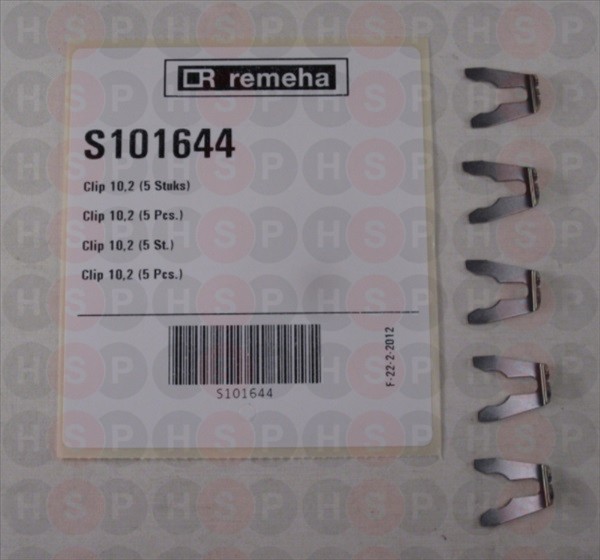 remeha
S101644
Clip 10,2 (5 Stuks)
Clip 10,2 (5 Pcs.)
Clip 10,2 (5 St.)
Clip 10,2 (5 Pcs.)
S101644
F-22-2-2012
HSP